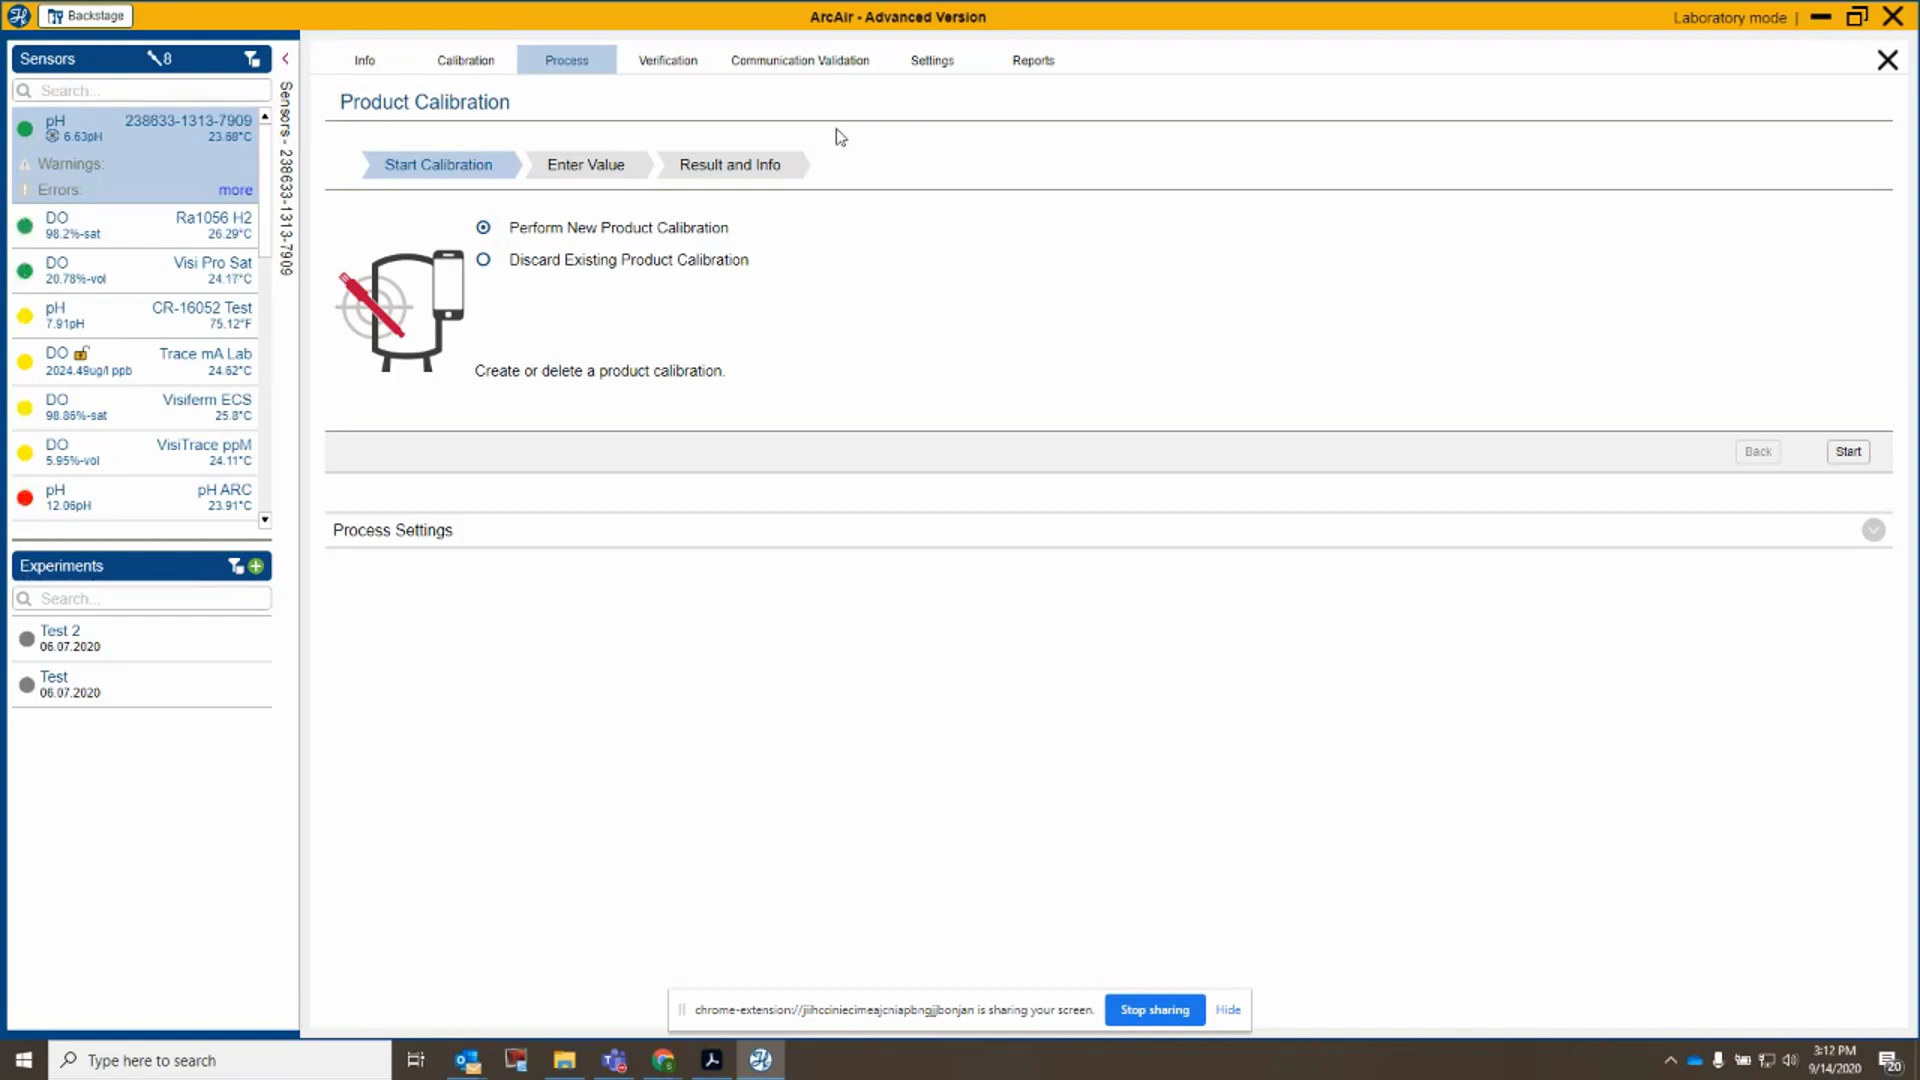 Backstage
ArcAir - Advanced Version
Laboratory mode |
Sensors 8
Search...
pH 238633-1313-7909
6.63pH 23.68°C
Warnings:
Errors: more
DO Ra1056 H2
98.2%-sat 26.29°C
DO Visi Pro Sat
20.78%-vol 24.17°C
pH CR-16052 Test
7.91pH 75.12°F
DO Trace mA Lab
2024.49ug/l ppb 24.62°C
DO Visiferm ECS
98.86%-sat 25.8°C
DO VisiTrace ppM
5.95%-vol 24.11°C
pH pH ARC
12.06pH 23.91°C
Sensors - 238633-1313-7909
Experiments
Search...
Test 2
06.07.2020
Test
06.07.2020
Info Calibration Process Verification Communication Validation Settings Reports
Product Calibration
Start Calibration Enter Value Result and Info
Perform New Product Calibration
Discard Existing Product Calibration
Create or delete a product calibration.
Back Start
Process Settings
chrome-extension://jiihcciniecimeajcniapbngjjbonjan is sharing your screen. Stop sharing Hide
Type here to search
3:12 PM
9/14/2020
20